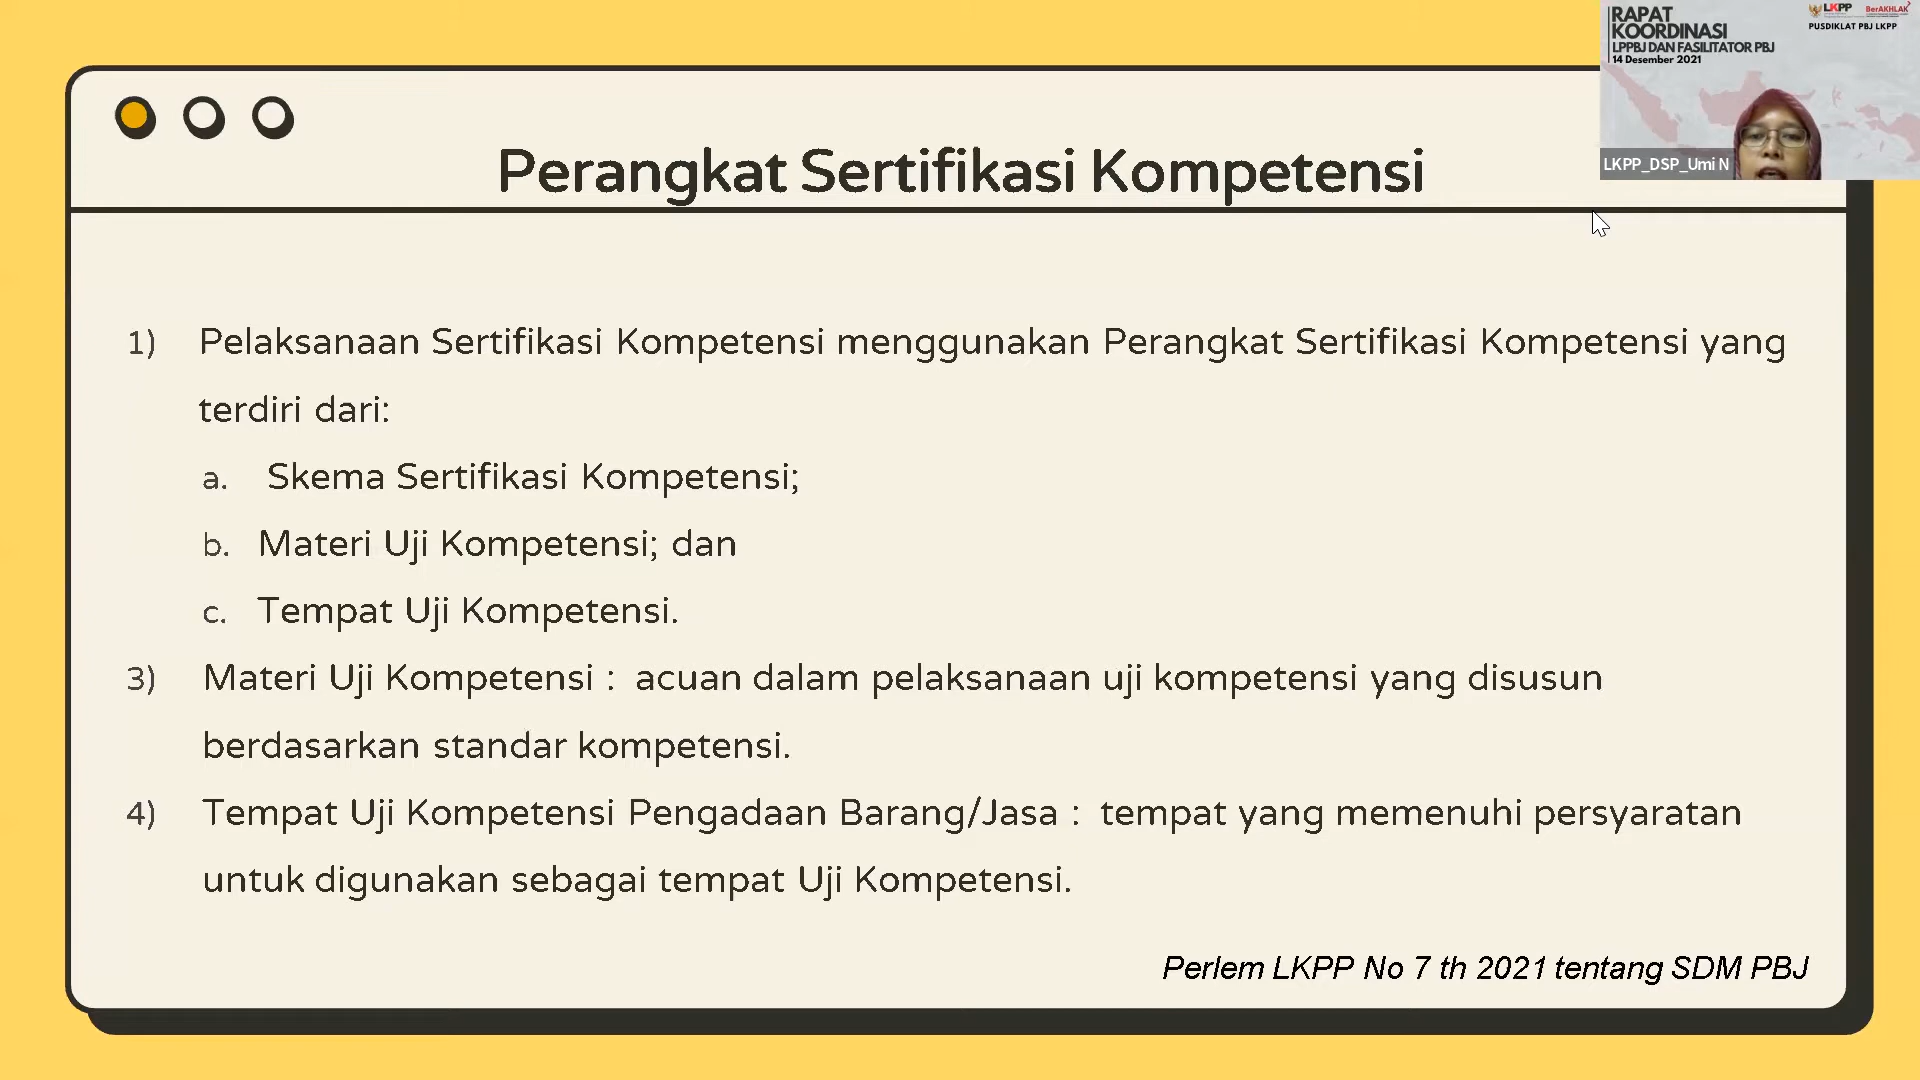 RAPAT
KOORDINASI
LPPBJ DAN FASILITATOR PBJ
14 Desember 2021
LKPP
BerAKHLAK
PUSDIKLAT PBJ LKPP
LKPP_DSP_Umi N
Perangkat Sertifikasi Kompetensi
1) Pelaksanaan Sertifikasi Kompetensi menggunakan Perangkat Sertifikasi Kompetensi yang
terdiri dari:
a. Skema Sertifikasi Kompetensi;
b. Materi Uji Kompetensi; dan
c. Tempat Uji Kompetensi.
3) Materi Uji Kompetensi : acuan dalam pelaksanaan uji kompetensi yang disusun
berdasarkan standar kompetensi.
4) Tempat Uji Kompetensi Pengadaan Barang/Jasa : tempat yang memenuhi persyaratan
untuk digunakan sebagai tempat Uji Kompetensi.
Perlem LKPP No 7 th 2021 tentang SDM PBJ